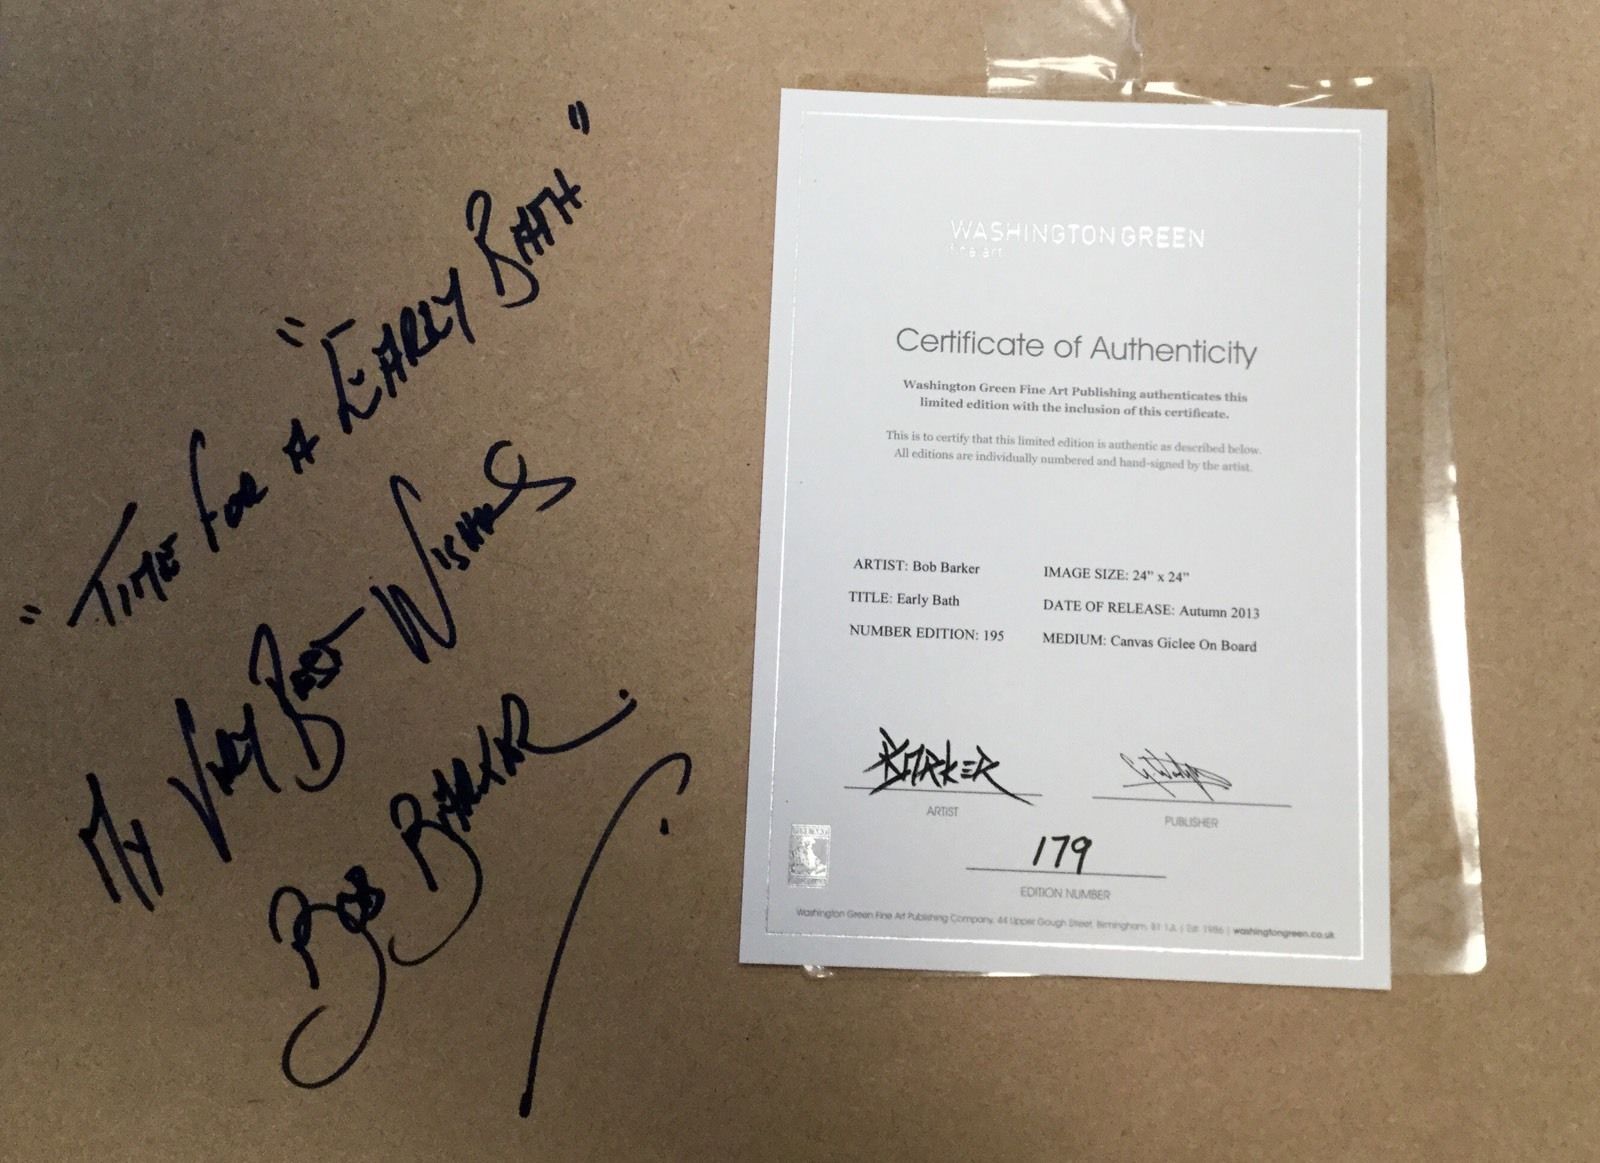 "Time For A "Early Bath"
My Very Best Wishes
Bob Barker
WASHINGTON GREEN
fine art
Certificate of Authenticity
Washington Green Fine Art Publishing authenticates this
limited edition with the inclusion of this certificate.
This is to certify that this limited edition is authentic as described below.
All editions are individually numbered and hand-signed by the artist.
ARTIST: Bob Barker
IMAGE SIZE: 24" x 24"
TITLE: Early Bath
DATE OF RELEASE: Autumn 2013
NUMBER EDITION: 195
MEDIUM: Canvas Giclee On Board
BARKER
ARTIST
PUBLISHER
179
EDITION NUMBER
Washington Green Fine Art Publishing Company, 44 Upper Gough Street, Birmingham, B1 1JL | Est 1986 | washingtongreen.co.uk